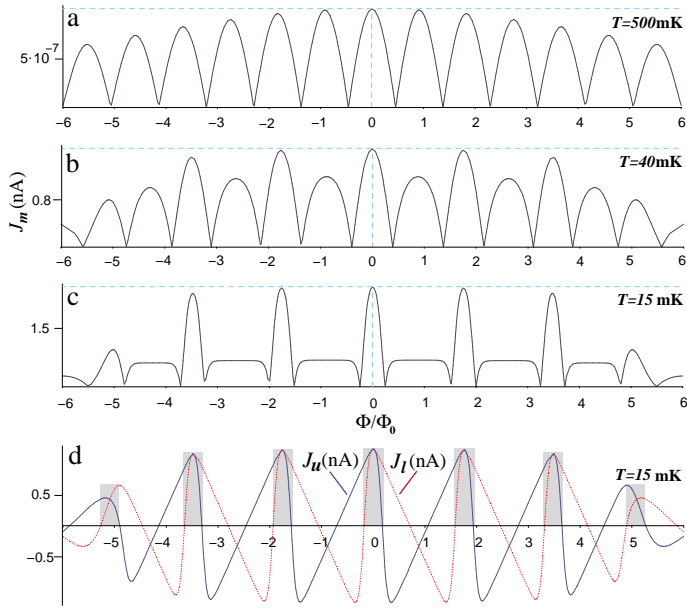 a
T=500mK
5·10⁻⁷
−6 −5 −4 −3 −2 −1 0 1 2 3 4 5 6
b
T=40mK
0.8
J_m (nA)
−6 −5 −4 −3 −2 −1 0 1 2 3 4 5 6
c
T=15 mK
1.5
−6 −5 −4 −3 −2 −1 0 1 2 3 4 5 6
Φ/Φ₀
d
J_u(nA)
J_l(nA)
T=15 mK
0.5
−0.5
−5 −4 −3 −2 −1 0 1 2 3 4 5